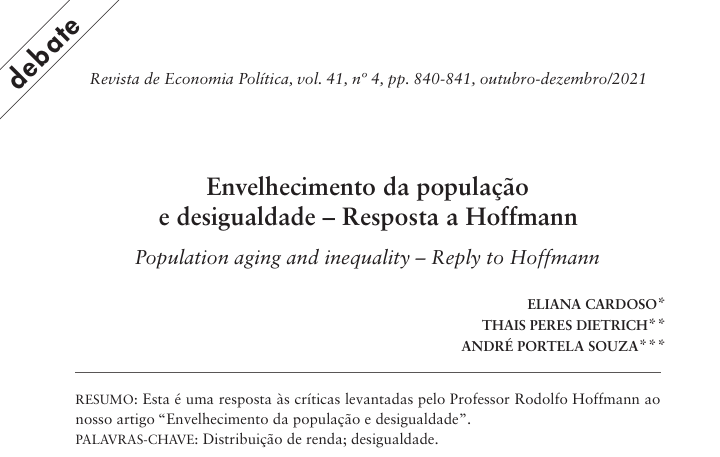 debate
Revista de Economia Política, vol. 41, nº 4, pp. 840-841, outubro-dezembro/2021
Envelhecimento da população
e desigualdade – Resposta a Hoffmann
Population aging and inequality – Reply to Hoffmann
ELIANA CARDOSO*
THAIS PERES DIETRICH**
ANDRÉ PORTELA SOUZA***
RESUMO: Esta é uma resposta às críticas levantadas pelo Professor Rodolfo Hoffmann ao
nosso artigo “Envelhecimento da população e desigualdade”.
PALAVRAS-CHAVE: Distribuição de renda; desigualdade.